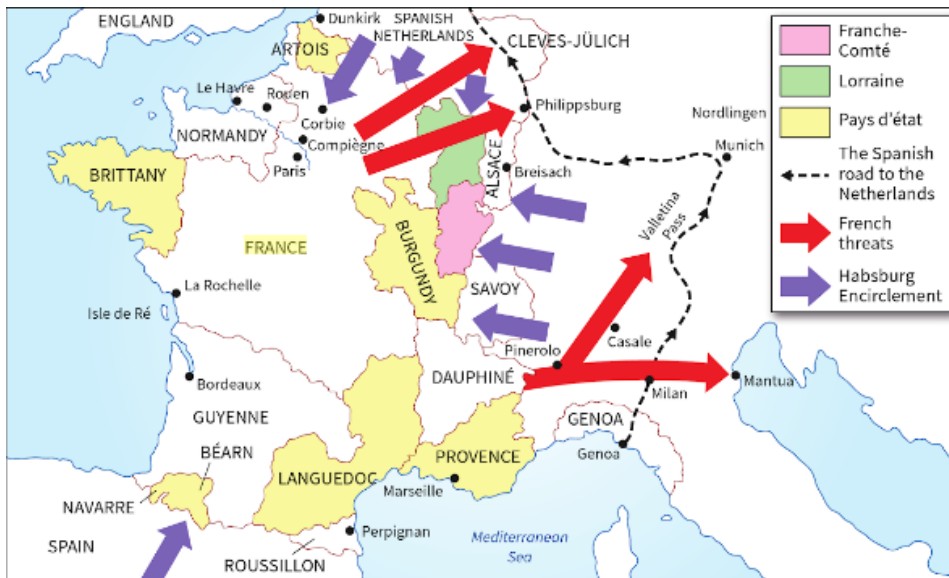 ENGLAND
Dunkirk
SPANISH
NETHERLANDS
ARTOIS
CLEVES-JÜLICH
Le Havre
Rouen
Corbie
Philippsburg
Nordlingen
NORMANDY
Compiègne
Paris
ALSACE
Breisach
Munich
BRITTANY
Valletina
Pass
FRANCE
BURGUNDY
SAVOY
La Rochelle
Isle de Ré
Casale
Pinerolo
Bordeaux
DAUPHINÉ
Milan
Mantua
GUYENNE
GENOA
BÉARN
Genoa
LANGUEDOC
PROVENCE
Marseille
NAVARRE
Perpignan
Mediterranean
Sea
SPAIN
ROUSSILLON
Franche-
Comté
Lorraine
Pays d'état
The Spanish
road to the
Netherlands
French
threats
Habsburg
Encirclement